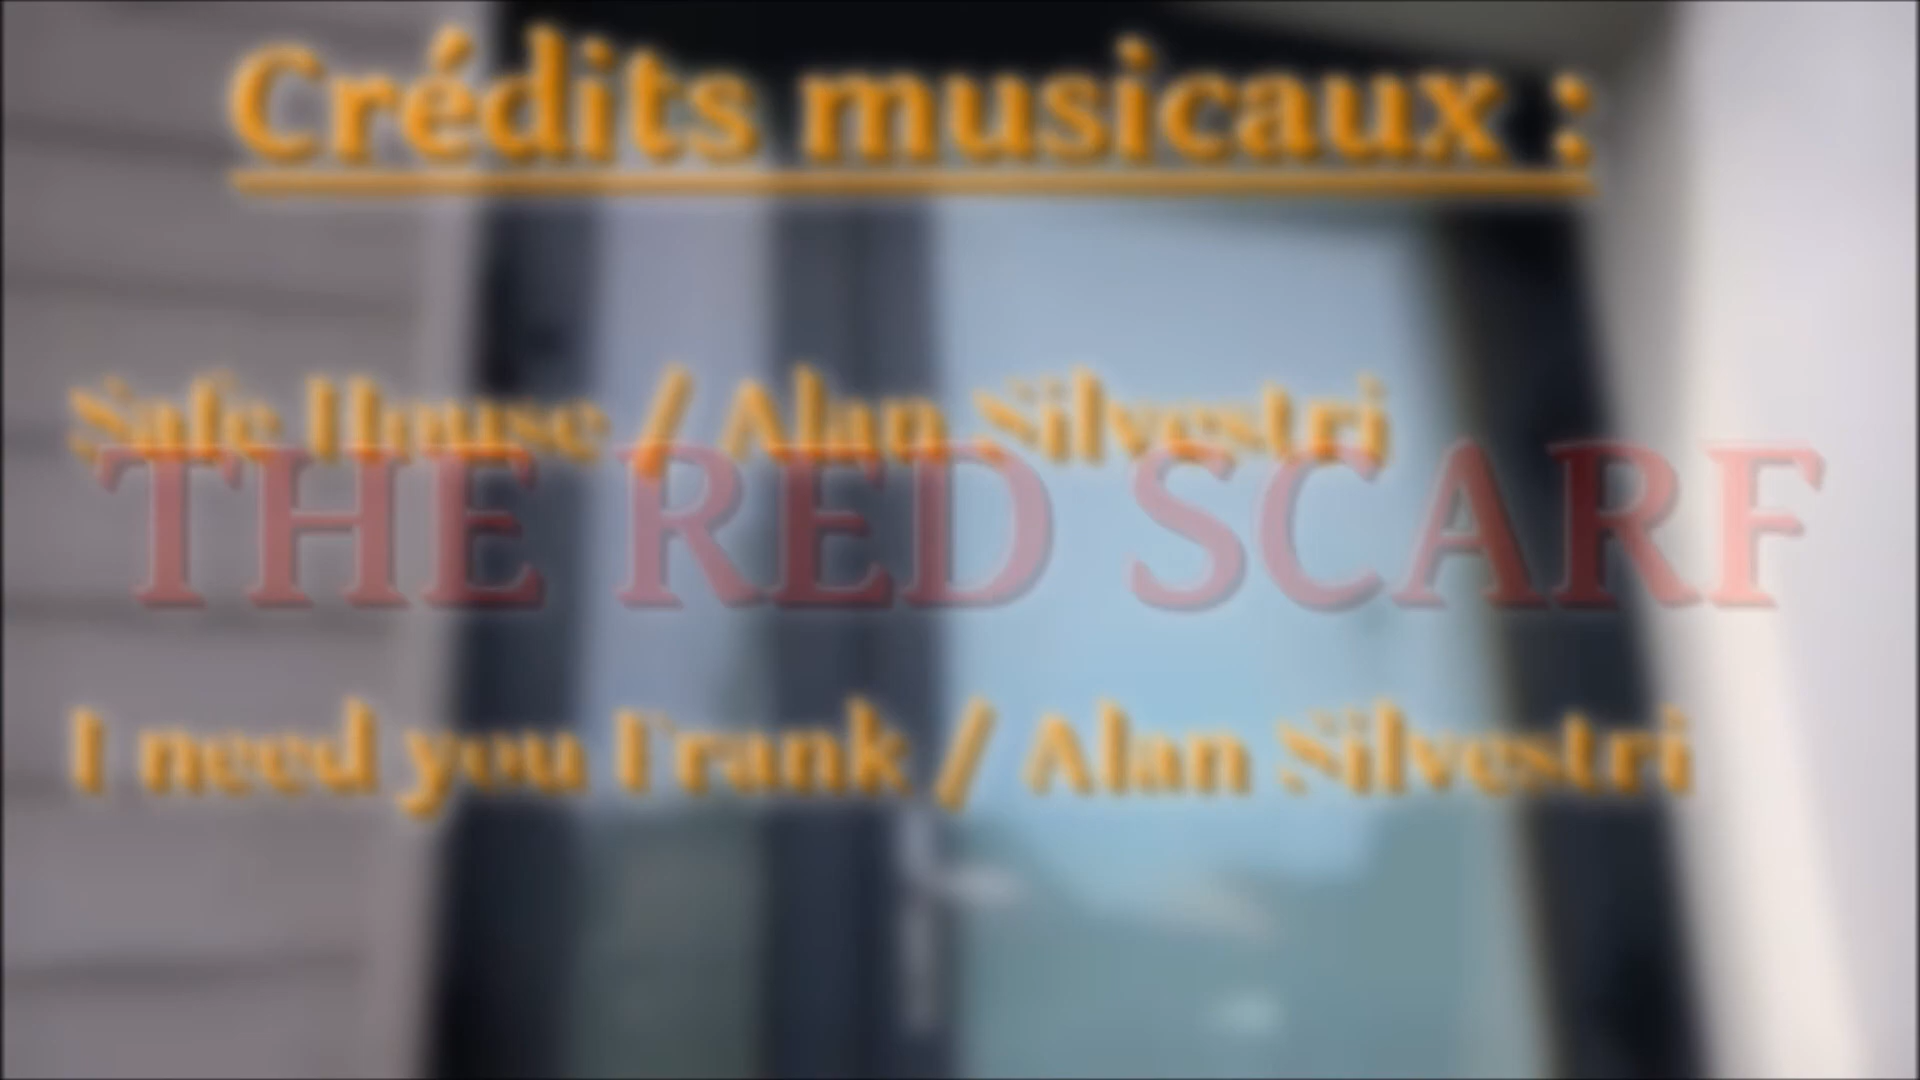 Crédits musicaux :
Safe House / Alan Silvestri
THE RED SCARF
I need you Frank / Alan Silvestri